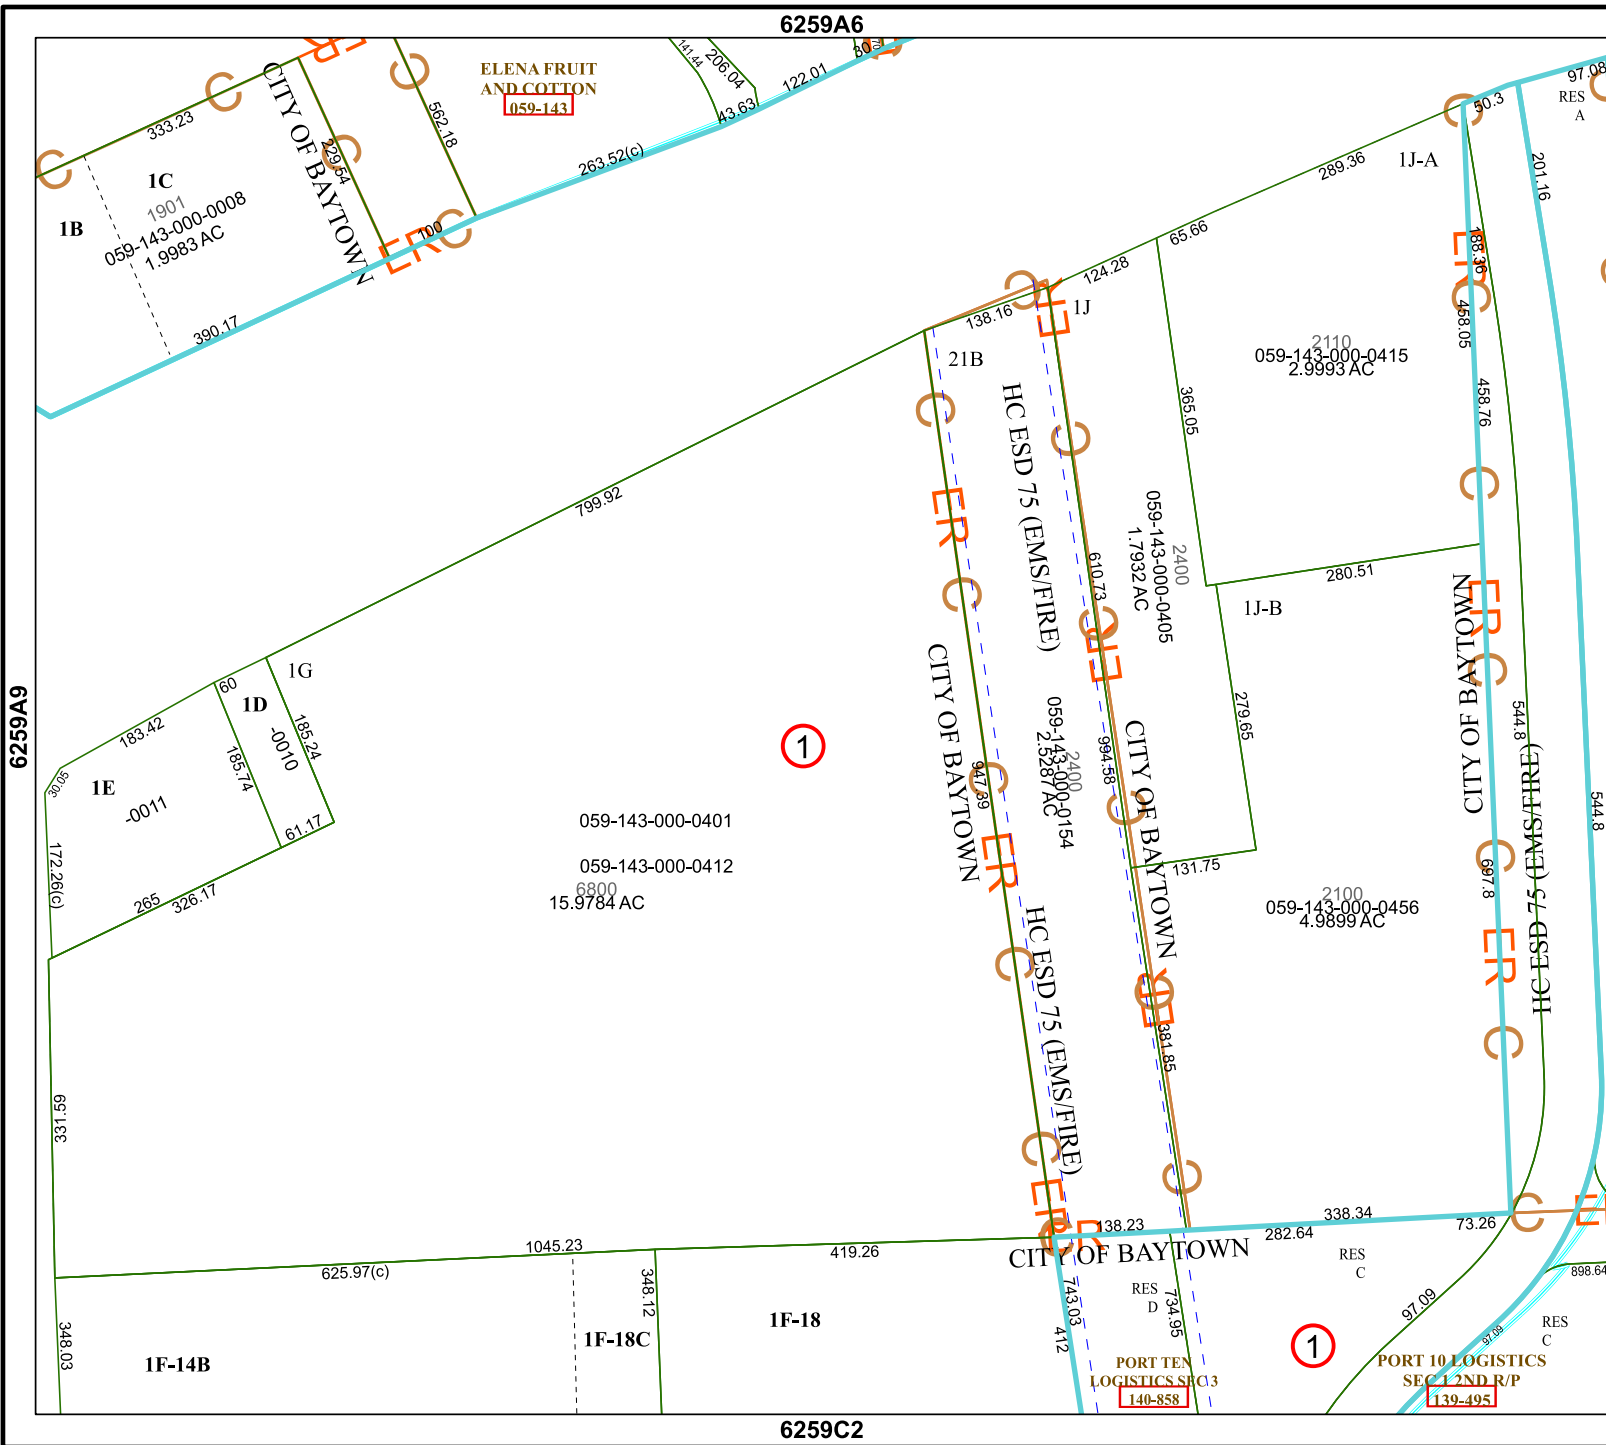 6259A6
ELENA FRUIT
AND COTTON
059-143
141.44
206.04
30
70
122.01
43.63
97.08
RES
A
50.3
333.23
CITY OF BAYTOWN
229.54
562.18
263.52(c)
1C
1901
059-143-000-0008
1.9983 AC
1B
100
ER
C
390.17
289.36
1J-A
201.16
65.66
124.28
188.36
458.05
138.16
1J
21B
2110
059-143-000-0415
2.9993 AC
458.76
365.05
HC ESD 75 (EMS/FIRE)
799.92
2400
059-143-000-0405
1.7932 AC
610.73
280.51
1J-B
CITY OF BAYTOWN
6259A9
60
1G
1D
-0010
185.24
183.42
185.74
30.05
1E
-0011
61.17
172.26(c)
265
326.17
1
059-143-000-0401
059-143-000-0412
6800
15.9784 AC
CITY OF BAYTOWN
947.39
2400
059-143-000-0154
2.5287 AC
994.58
CITY OF BAYTOWN
279.65
131.75
544.8
544.8
HC ESD 75 (EMS/FIRE)
697.8
2100
059-143-000-0456
4.9899 AC
HC ESD 75 (EMS/FIRE)
381.85
331.59
1045.23
625.97(c)
419.26
138.23
282.64
338.34
73.26
CITY OF BAYTOWN
RES
C
RES
D
348.03
348.12
743.03
412
734.95
97.09
97.09
898.64
RES
C
1F-14B
1F-18C
1F-18
1
PORT TEN
LOGISTICS SEC 3
140-858
PORT 10 LOGISTICS
SEC 1 2ND R/P
139-495
6259C2